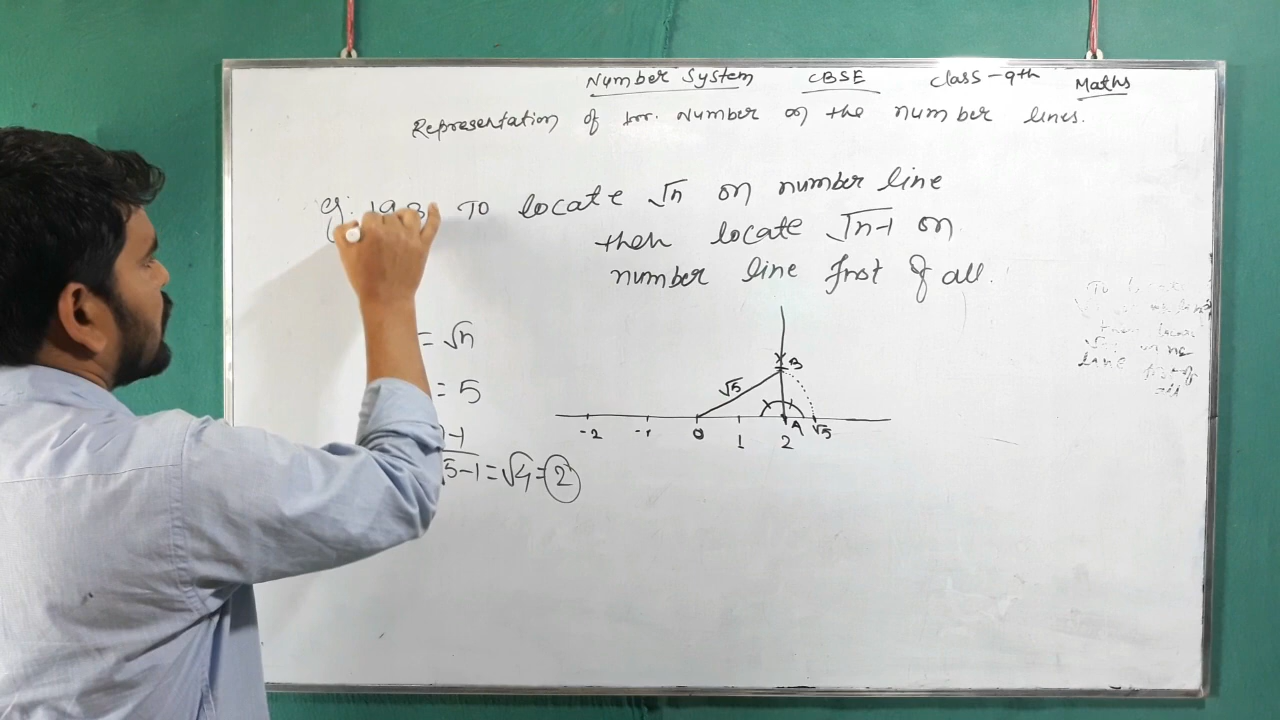 Number System CBSE Class-9th Maths
Representation of Irr. Number on the number lines.
To locate √n on number line
then locate √n-1 on
number line first of all.
= √n
= 5
-1
√5-1 = √4 = 2
√5
B
A
-2 -1 0 1 2 √5